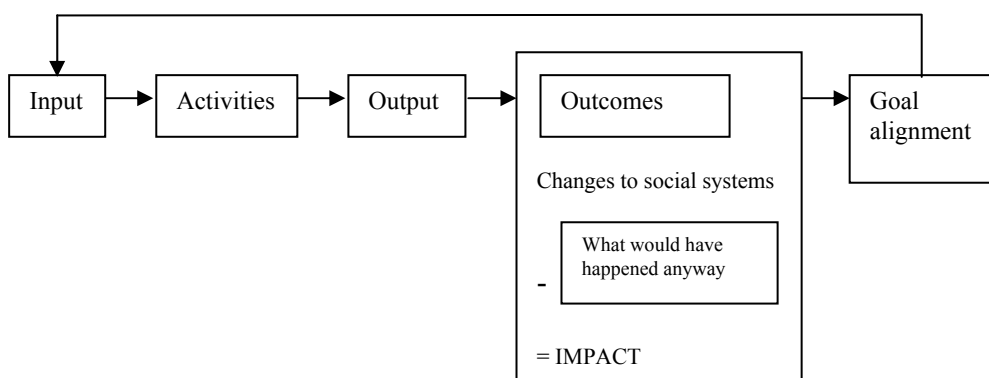 Input
Activities
Output
Outcomes
Goal
alignment
Changes to social systems
What would have
happened anyway
-
= IMPACT